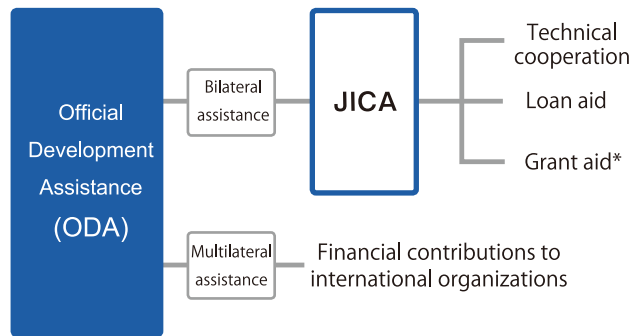 Official
Development
Assistance
(ODA)
Bilateral
assistance
JICA
Technical
cooperation
Loan aid
Grant aid*
Multilateral
assistance
Financial contributions to
international organizations